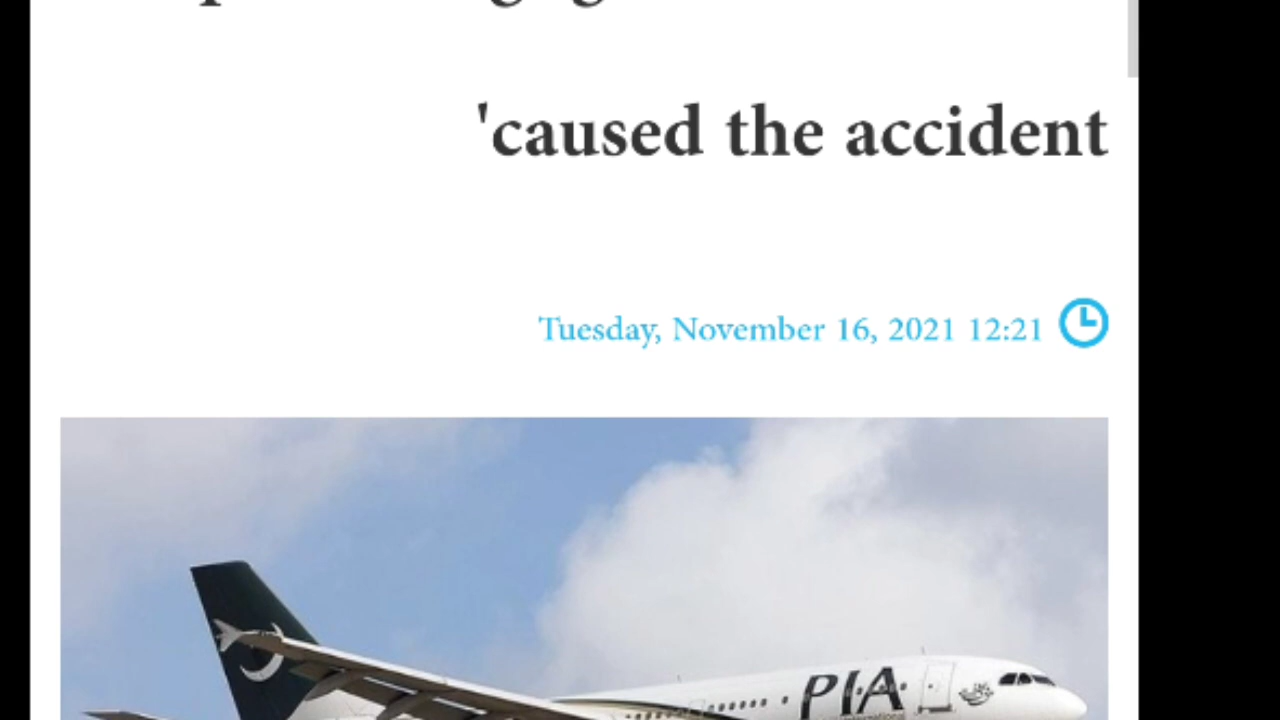 'caused the accident
Tuesday, November 16, 2021 12:21
PIA